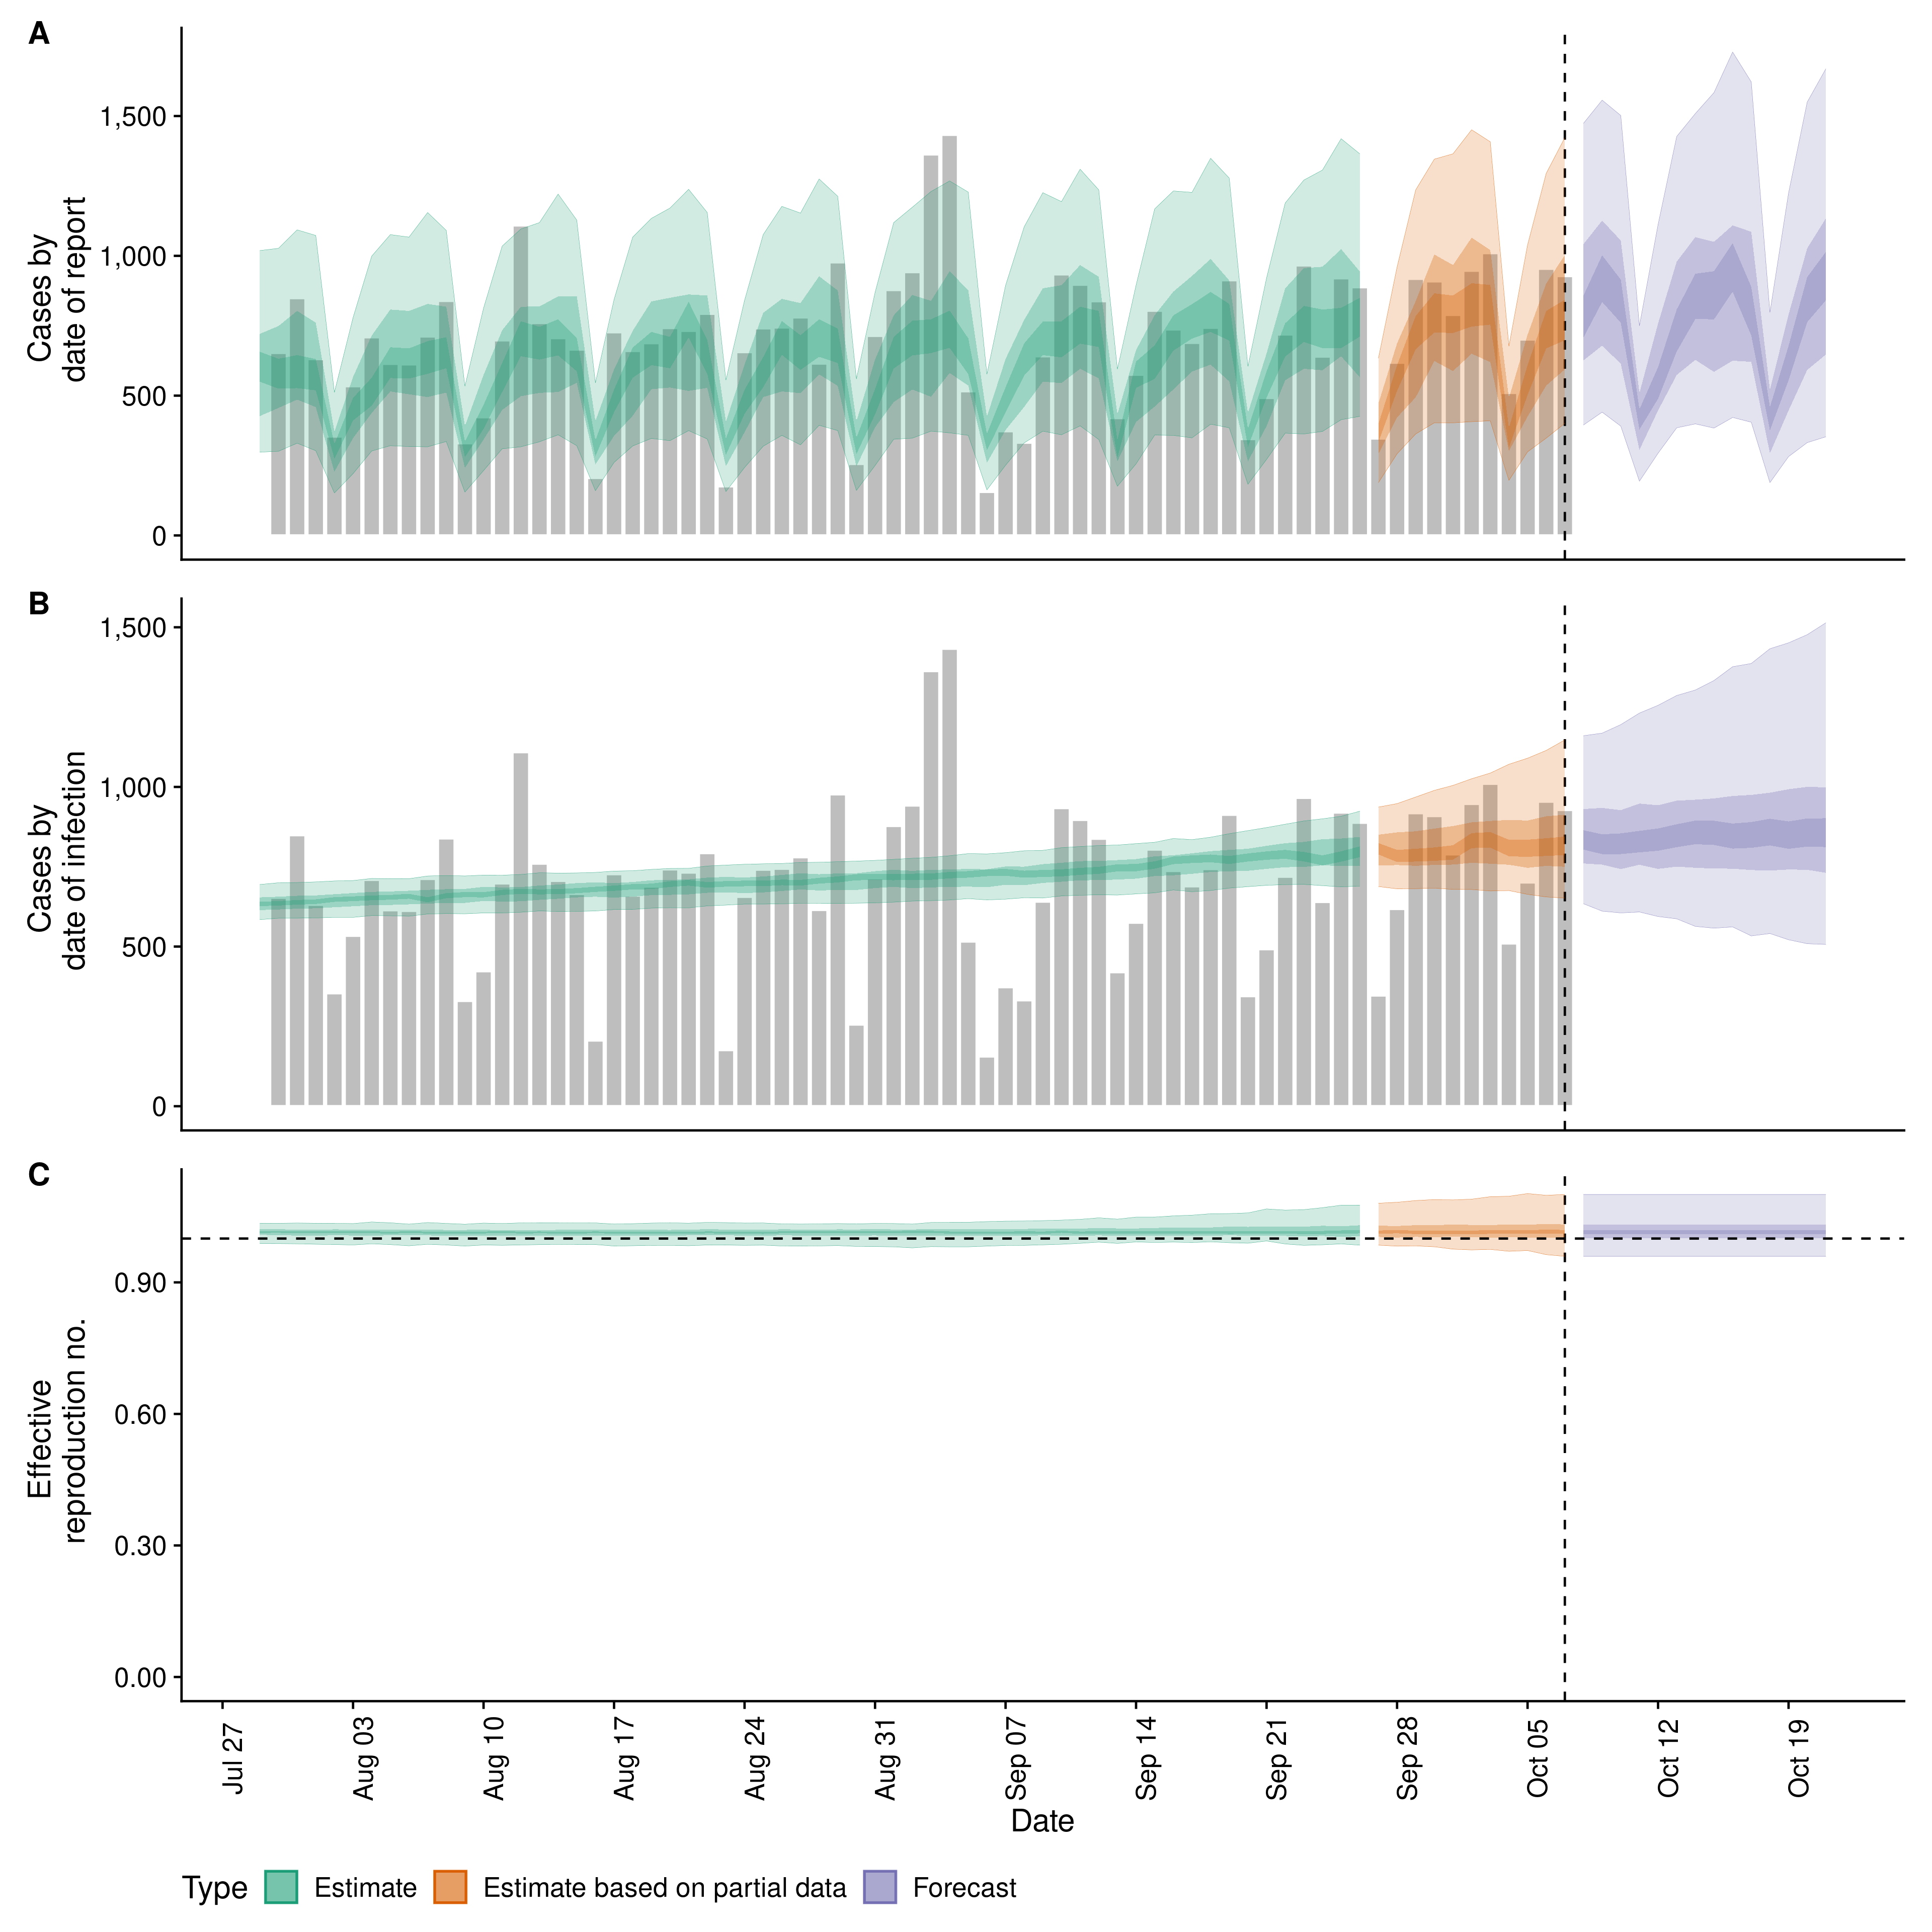 A
Cases by
date of report
1,500
1,000
500
0
B
Cases by
date of infection
1,500
1,000
500
0
C
Effective
reproduction no.
0.90
0.60
0.30
0.00
Jul 27
Aug 03
Aug 10
Aug 17
Aug 24
Aug 31
Sep 07
Sep 14
Sep 21
Sep 28
Oct 05
Oct 12
Oct 19
Date
Type Estimate Estimate based on partial data Forecast